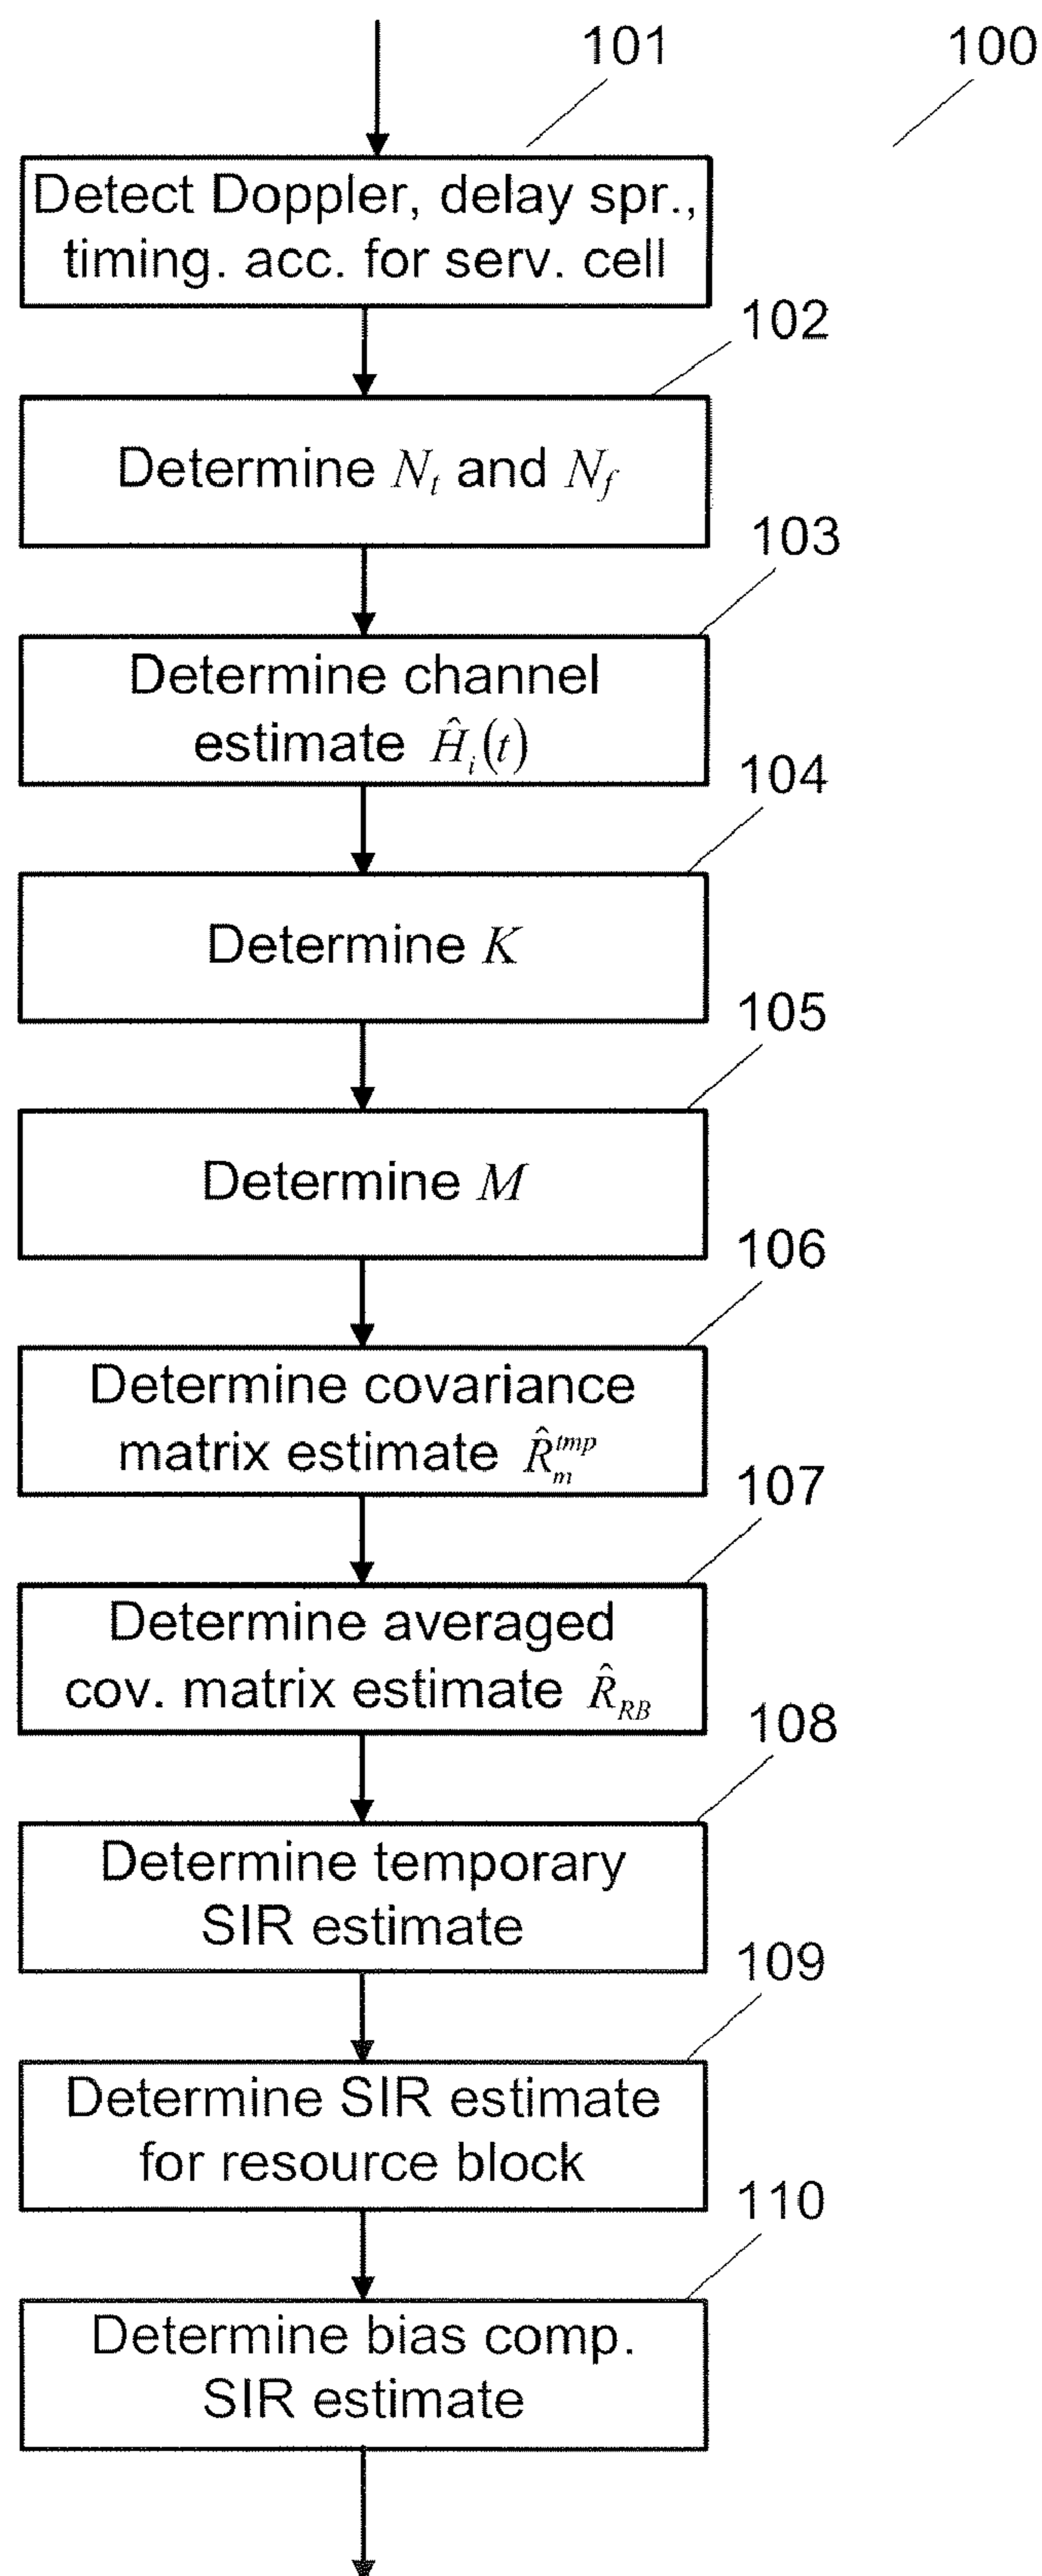 101
100
Detect Doppler, delay spr.,
timing. acc. for serv. cell
102
Determine N_t and N_f
103
Determine channel
estimate Ĥ_i(t)
104
Determine K
105
Determine M
106
Determine covariance
matrix estimate R̂_m^tmp
107
Determine averaged
cov. matrix estimate R̂_RB
108
Determine temporary
SIR estimate
109
Determine SIR estimate
for resource block
110
Determine bias comp.
SIR estimate